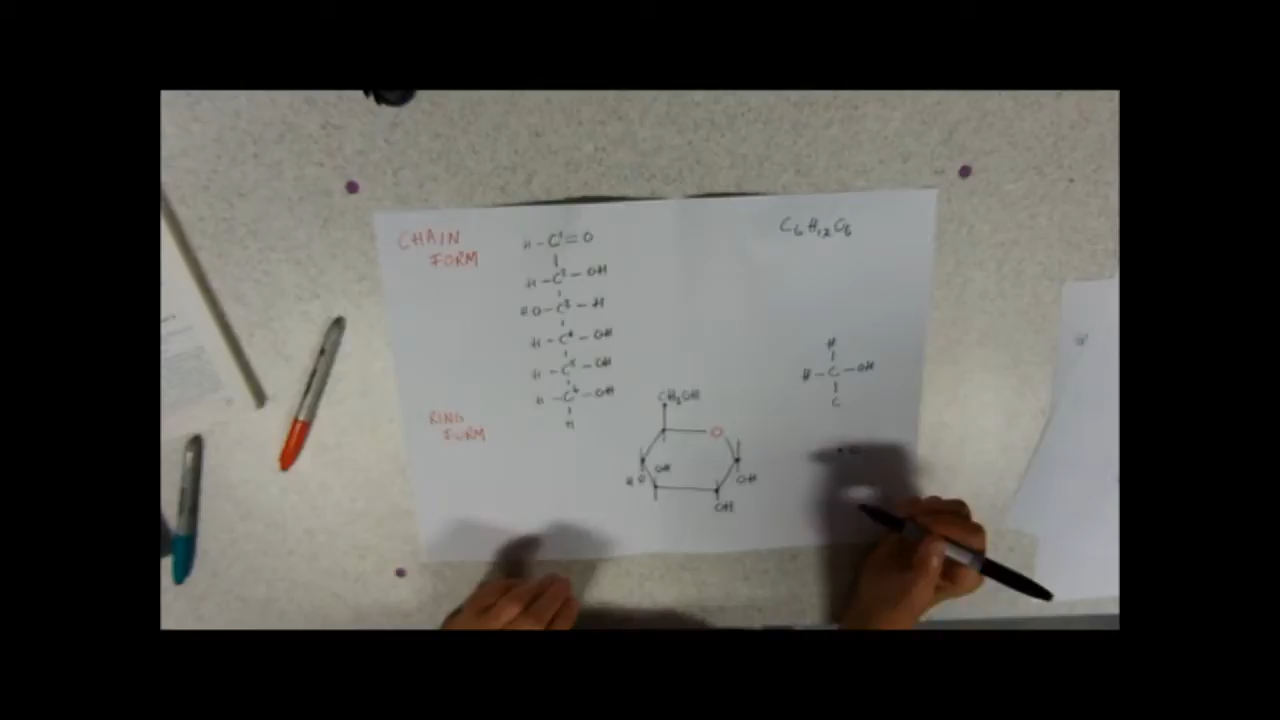 CHAIN
FORM
H-C¹=O
H-C²-OH
HO-C³-H
H-C⁴-OH
H-C⁵-OH
H-C⁶-OH
H
C₆H₁₂O₆
H
H-C-OH
C
RING
FORM
CH₂OH
O
HO
OH
OH
OH